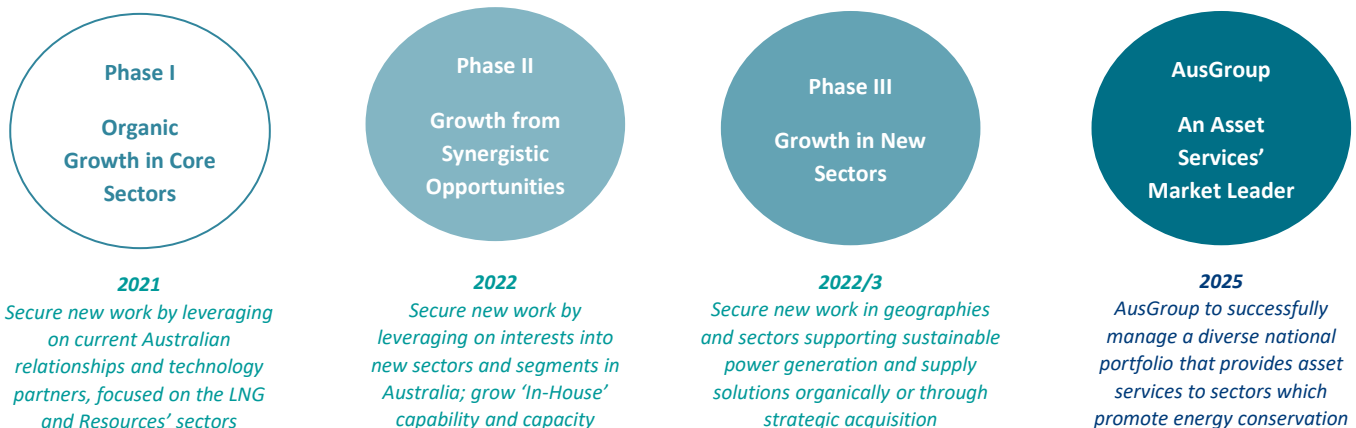 Phase I
Organic
Growth in Core
Sectors
2021
Secure new work by leveraging
on current Australian
relationships and technology
partners, focused on the LNG
and Resources’ sectors
Phase II
Growth from
Synergistic
Opportunities
2022
Secure new work by
leveraging on interests into
new sectors and segments in
Australia; grow ‘In-House’
capability and capacity
Phase III
Growth in New
Sectors
2022/3
Secure new work in geographies
and sectors supporting sustainable
power generation and supply
solutions organically or through
strategic acquisition
AusGroup
An Asset
Services’
Market Leader
2025
AusGroup to successfully
manage a diverse national
portfolio that provides asset
services to sectors which
promote energy conservation